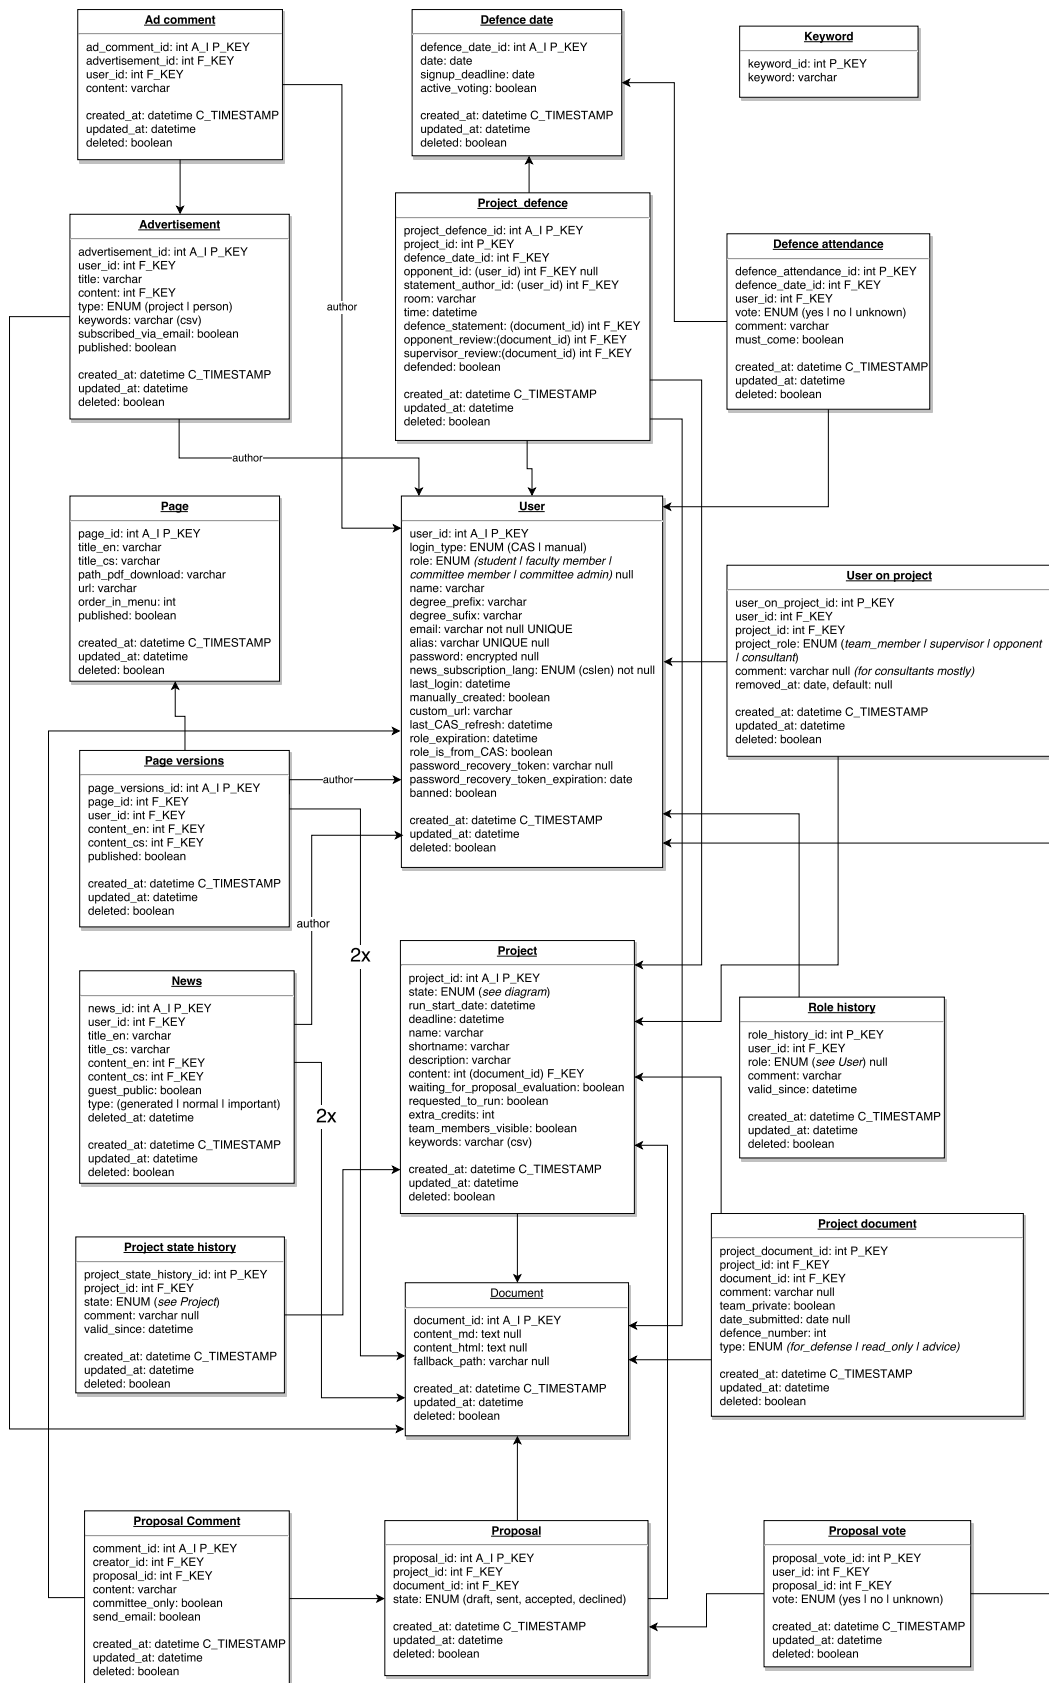 Ad comment
ad_comment_id: int A_I P_KEY
advertisement_id: int F_KEY
user_id: int F_KEY
content: varchar
created_at: datetime C_TIMESTAMP
updated_at: datetime
deleted: boolean
Defence date
defence_date_id: int A_I P_KEY
date: date
signup_deadline: date
active_voting: boolean
created_at: datetime C_TIMESTAMP
updated_at: datetime
deleted: boolean
Keyword
keyword_id: int P_KEY
keyword: varchar
Advertisement
advertisement_id: int A_I P_KEY
user_id: int F_KEY
title: varchar
content: int F_KEY
type: ENUM (project | person)
keywords: varchar (csv)
subscribed_via_email: boolean
published: boolean
created_at: datetime C_TIMESTAMP
updated_at: datetime
deleted: boolean
author
Project_defence
project_defence_id: int A_I P_KEY
project_id: int P_KEY
defence_date_id: int F_KEY
opponent_id: (user_id) int F_KEY null
statement_author_id: (user_id) int F_KEY
room: varchar
time: datetime
defence_statement: (document_id) int F_KEY
opponent_review:(document_id) int F_KEY
supervisor_review:(document_id) int F_KEY
defended: boolean
created_at: datetime C_TIMESTAMP
updated_at: datetime
deleted: boolean
Defence attendance
defence_attendance_id: int P_KEY
defence_date_id: int F_KEY
user_id: int F_KEY
vote: ENUM (yes | no | unknown)
comment: varchar
must_come: boolean
created_at: datetime C_TIMESTAMP
updated_at: datetime
deleted: boolean
author
Page
page_id: int A_I P_KEY
title_en: varchar
title_cs: varchar
path_pdf_download: varchar
url: varchar
order_in_menu: int
published: boolean
created_at: datetime C_TIMESTAMP
updated_at: datetime
deleted: boolean
User
user_id: int A_I P_KEY
login_type: ENUM (CAS | manual)
role: ENUM (student | faculty member |
committee member | committee admin) null
name: varchar
degree_prefix: varchar
degree_sufix: varchar
email: varchar not null UNIQUE
alias: varchar UNIQUE null
password: encrypted null
news_subscription_lang: ENUM (cs|en) not null
last_login: datetime
manually_created: boolean
custom_url: varchar
last_CAS_refresh: datetime
role_expiration: datetime
role_is_from_CAS: boolean
password_recovery_token: varchar null
password_recovery_token_expiration: date
banned: boolean
created_at: datetime C_TIMESTAMP
updated_at: datetime
deleted: boolean
User on project
user_on_project_id: int P_KEY
user_id: int F_KEY
project_id: int F_KEY
project_role: ENUM (team_member | supervisor | opponent
| consultant)
comment: varchar null (for consultants mostly)
removed_at: date, default: null
created_at: datetime C_TIMESTAMP
updated_at: datetime
deleted: boolean
Page versions
page_versions_id: int A_I P_KEY
page_id: int F_KEY
user_id: int F_KEY
content_en: int F_KEY
content_cs: int F_KEY
published: boolean
created_at: datetime C_TIMESTAMP
updated_at: datetime
deleted: boolean
author
author
2x
News
news_id: int A_I P_KEY
user_id: int F_KEY
title_en: varchar
title_cs: varchar
content_en: int F_KEY
content_cs: int F_KEY
guest_public: boolean
type: (generated | normal | important)
deleted_at: datetime
created_at: datetime C_TIMESTAMP
updated_at: datetime
deleted: boolean
2x
Project
project_id: int A_I P_KEY
state: ENUM (see diagram)
run_start_date: datetime
deadline: datetime
name: varchar
shortname: varchar
description: varchar
content: int (document_id) F_KEY
waiting_for_proposal_evaluation: boolean
requested_to_run: boolean
extra_credits: int
team_members_visible: boolean
keywords: varchar (csv)
created_at: datetime C_TIMESTAMP
updated_at: datetime
deleted: boolean
Role history
role_history_id: int P_KEY
user_id: int F_KEY
role: ENUM (see User) null
comment: varchar
valid_since: datetime
created_at: datetime C_TIMESTAMP
updated_at: datetime
deleted: boolean
Project state history
project_state_history_id: int P_KEY
project_id: int F_KEY
state: ENUM (see Project)
comment: varchar null
valid_since: datetime
created_at: datetime C_TIMESTAMP
updated_at: datetime
deleted: boolean
Document
document_id: int A_I P_KEY
content_md: text null
content_html: text null
fallback_path: varchar null
created_at: datetime C_TIMESTAMP
updated_at: datetime
deleted: boolean
Project document
project_document_id: int P_KEY
project_id: int F_KEY
document_id: int F_KEY
comment: varchar null
team_private: boolean
date_submitted: date null
defence_number: int
type: ENUM (for_defense | read_only | advice)
created_at: datetime C_TIMESTAMP
updated_at: datetime
deleted: boolean
Proposal Comment
comment_id: int A_I P_KEY
creator_id: int F_KEY
proposal_id: int F_KEY
content: varchar
committee_only: boolean
send_email: boolean
created_at: datetime C_TIMESTAMP
updated_at: datetime
deleted: boolean
Proposal
proposal_id: int A_I P_KEY
project_id: int F_KEY
document_id: int F_KEY
state: ENUM (draft, sent, accepted, declined)
created_at: datetime C_TIMESTAMP
updated_at: datetime
deleted: boolean
Proposal vote
proposal_vote_id: int P_KEY
user_id: int F_KEY
proposal_id: int F_KEY
vote: ENUM (yes | no | unknown)
created_at: datetime C_TIMESTAMP
updated_at: datetime
deleted: boolean